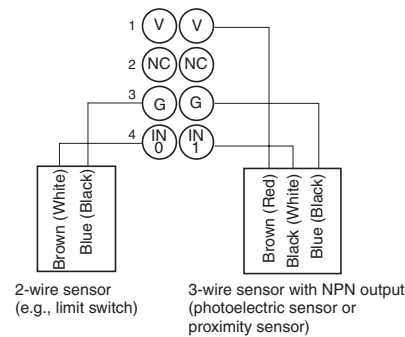 1 V V
2 NC NC
3 G G
4 IN 0 IN 1
Brown (White)
Blue (Black)
Brown (Red)
Black (White)
Blue (Black)
2-wire sensor
(e.g., limit switch)
3-wire sensor with NPN output
(photoelectric sensor or
proximity sensor)